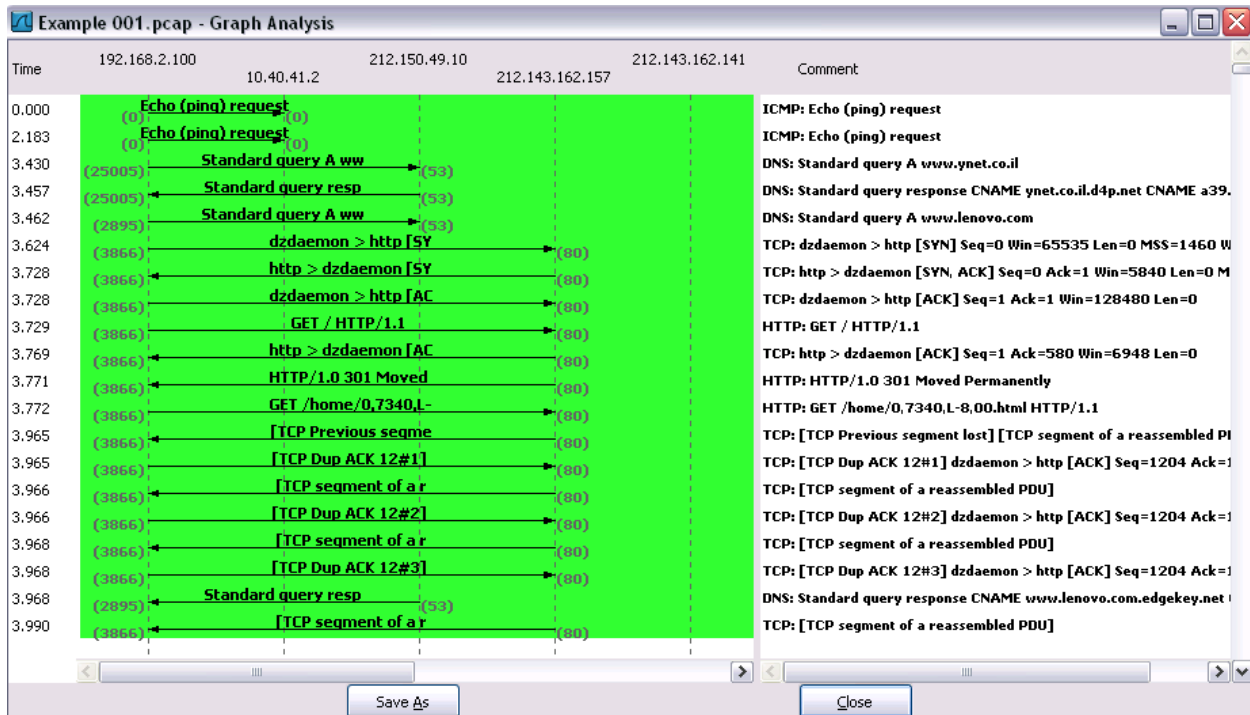 Example 001.pcap - Graph Analysis
Time 192.168.2.100 10.40.41.2 212.150.49.10 212.143.162.157 212.143.162.141 Comment
0.000 Echo (ping) request (0) (0) ICMP: Echo (ping) request
2.183 Echo (ping) request (0) (0) ICMP: Echo (ping) request
3.430 Standard query A ww (25005) (53) DNS: Standard query A www.ynet.co.il
3.457 Standard query resp (25005) (53) DNS: Standard query response CNAME ynet.co.il.d4p.net CNAME a39.
3.462 Standard query A ww (2895) (53) DNS: Standard query A www.lenovo.com
3.624 dzdaemon > http [SY (3866) (80) TCP: dzdaemon > http [SYN] Seq=0 Win=65535 Len=0 MSS=1460 W
3.728 http > dzdaemon [SY (3866) (80) TCP: http > dzdaemon [SYN, ACK] Seq=0 Ack=1 Win=5840 Len=0 M
3.728 dzdaemon > http [AC (3866) (80) TCP: dzdaemon > http [ACK] Seq=1 Ack=1 Win=128480 Len=0
3.729 GET / HTTP/1.1 (3866) (80) HTTP: GET / HTTP/1.1
3.769 http > dzdaemon [AC (3866) (80) TCP: http > dzdaemon [ACK] Seq=1 Ack=580 Win=6948 Len=0
3.771 HTTP/1.0 301 Moved (3866) (80) HTTP: HTTP/1.0 301 Moved Permanently
3.772 GET /home/0,7340,L- (3866) (80) HTTP: GET /home/0,7340,L-8,00.html HTTP/1.1
3.965 [TCP Previous segme (3866) (80) TCP: [TCP Previous segment lost] [TCP segment of a reassembled PI
3.965 [TCP Dup ACK 12#1] (3866) (80) TCP: [TCP Dup ACK 12#1] dzdaemon > http [ACK] Seq=1204 Ack=1
3.966 [TCP segment of a r (3866) (80) TCP: [TCP segment of a reassembled PDU]
3.966 [TCP Dup ACK 12#2] (3866) (80) TCP: [TCP Dup ACK 12#2] dzdaemon > http [ACK] Seq=1204 Ack=1
3.968 [TCP segment of a r (3866) (80) TCP: [TCP segment of a reassembled PDU]
3.968 [TCP Dup ACK 12#3] (3866) (80) TCP: [TCP Dup ACK 12#3] dzdaemon > http [ACK] Seq=1204 Ack=1
3.968 Standard query resp (2895) (53) DNS: Standard query response CNAME www.lenovo.com.edgekey.net
3.990 [TCP segment of a r (3866) (80) TCP: [TCP segment of a reassembled PDU]
Save As Close